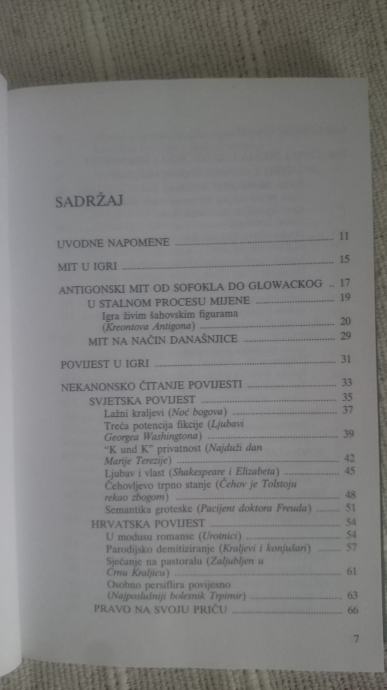 SADRŽAJ
UVODNE NAPOMENE 11
MIT U IGRI 15
ANTIGONSKI MIT OD SOFOKLA DO GLOWACKOG .. 17
U STALNOM PROCESU MIJENE 19
Igra živim šahovskim figurama
(Kreontova Antigona) 20
MIT NA NAČIN DANAŠNJICE 29
POVIJEST U IGRI 31
NEKANONSKO ČITANJE POVIJESTI 33
SVJETSKA POVIJEST 35
Lažni kraljevi (Noć bogova) 37
Treća potencija fikcije (Ljubavi
Georgea Washingtona) 39
"K und K" privatnost (Najduži dan
Marije Terezije) 42
Ljubav i vlast (Shakespeare i Elizabeta) 45
Čehovljevo trpno stanje (Čehov je Tolstoju
rekao zbogom) 48
Semantika groteske (Pacijent doktora Freuda) 51
HRVATSKA POVIJEST 54
U modusu romanse (Urotnici) 54
Parodijsko demitiziranje (Kraljevi i konjušari) 57
Sjećanje na pastoralu (Zaljubljen u
Crnu Kraljicu) 61
Osobno persiflira povijesno
(Najposlušniji bolesnik Trpimir) 63
PRAVO NA SVOJU PRIČU 66
7